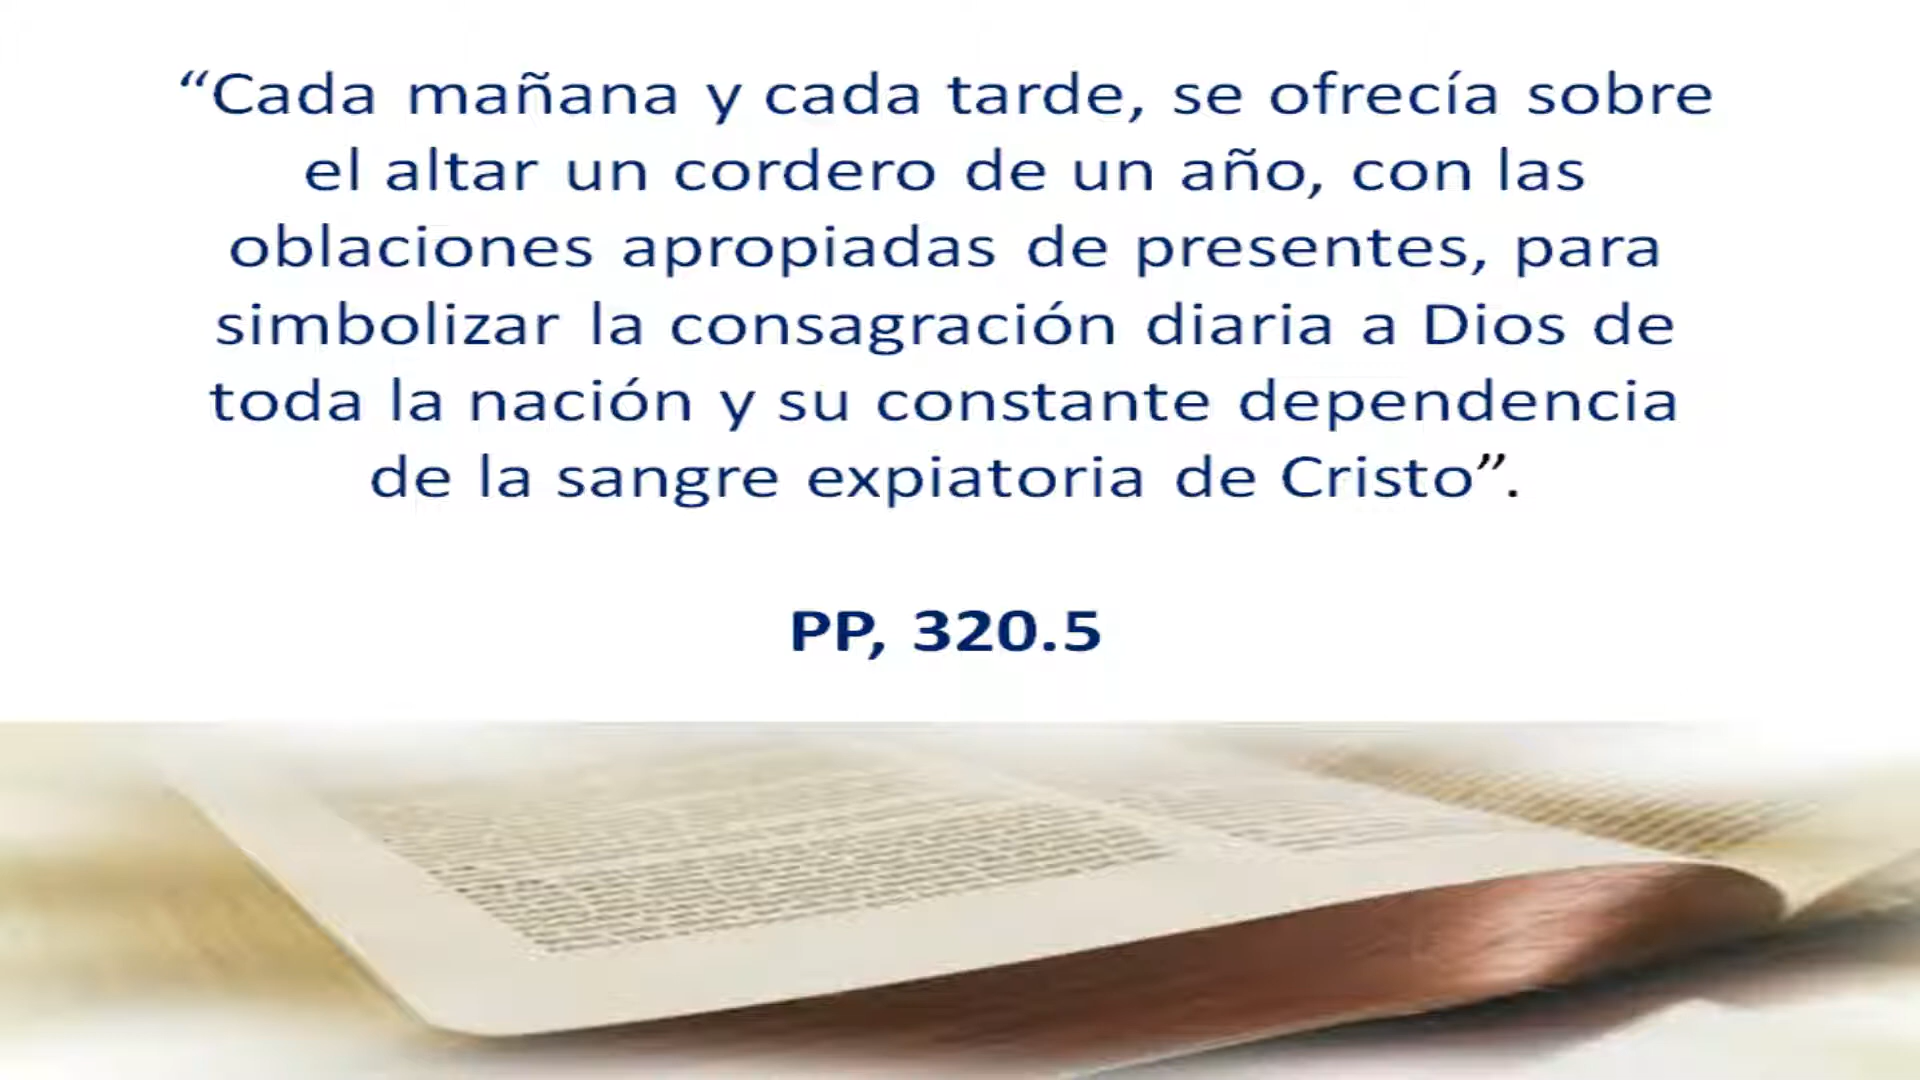 “Cada mañana y cada tarde, se ofrecía sobre
el altar un cordero de un año, con las
oblaciones apropiadas de presentes, para
simbolizar la consagración diaria a Dios de
toda la nación y su constante dependencia
de la sangre expiatoria de Cristo”.
PP, 320.5